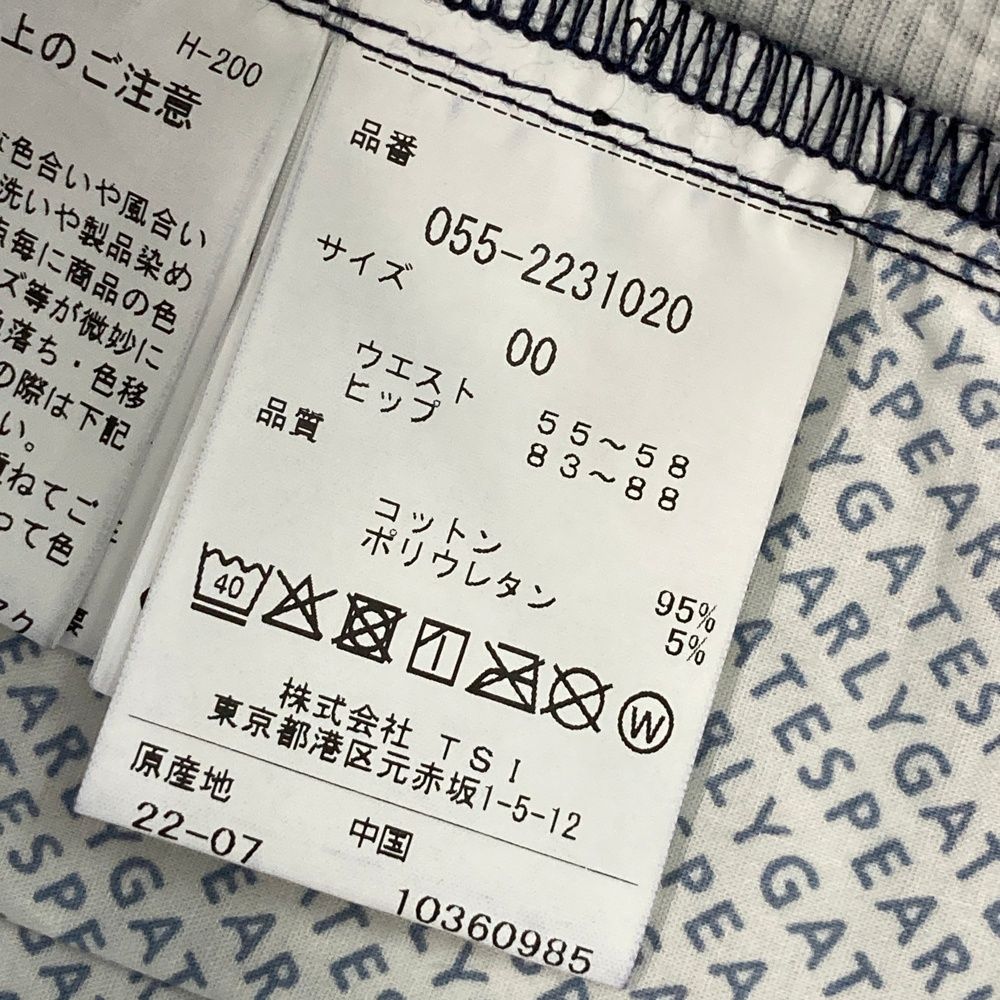 H-200
上のご注意
な色合いや風合い
洗いや製品染め
点毎に商品の色
ズ等が微妙に
色落ち・色移
の際は下記
い。
重ねてご
って色
品番
055-2231020
サイズ
00
ウエスト 55～58
ヒップ 83～88
品質
コットン 95%
ポリウレタン 5%
40
W
株式会社 TSI
東京都港区元赤坂1-5-12
原産地
中国
22-07
10360985
PEARLYGATES
PEARLYGATES
PEARLYGATES